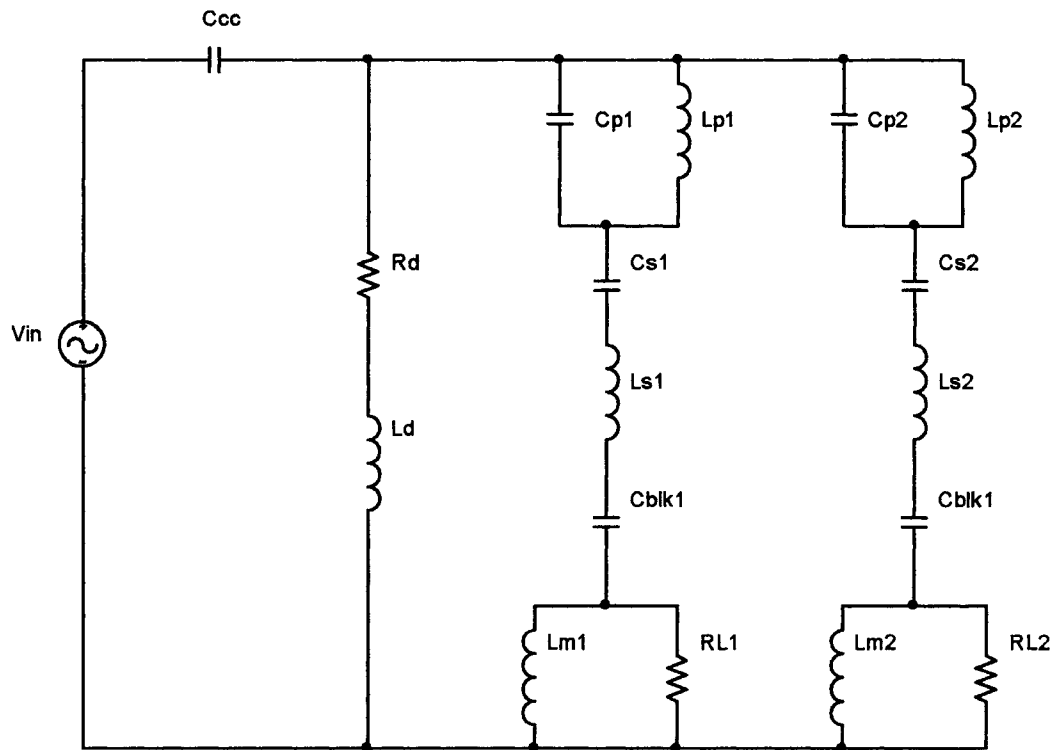 Ccc
Cp1 Lp1 Cp2 Lp2
Rd Cs1 Cs2
Vin
Ls1 Ls2
Ld
Cblk1 Cblk1
Lm1 RL1 Lm2 RL2